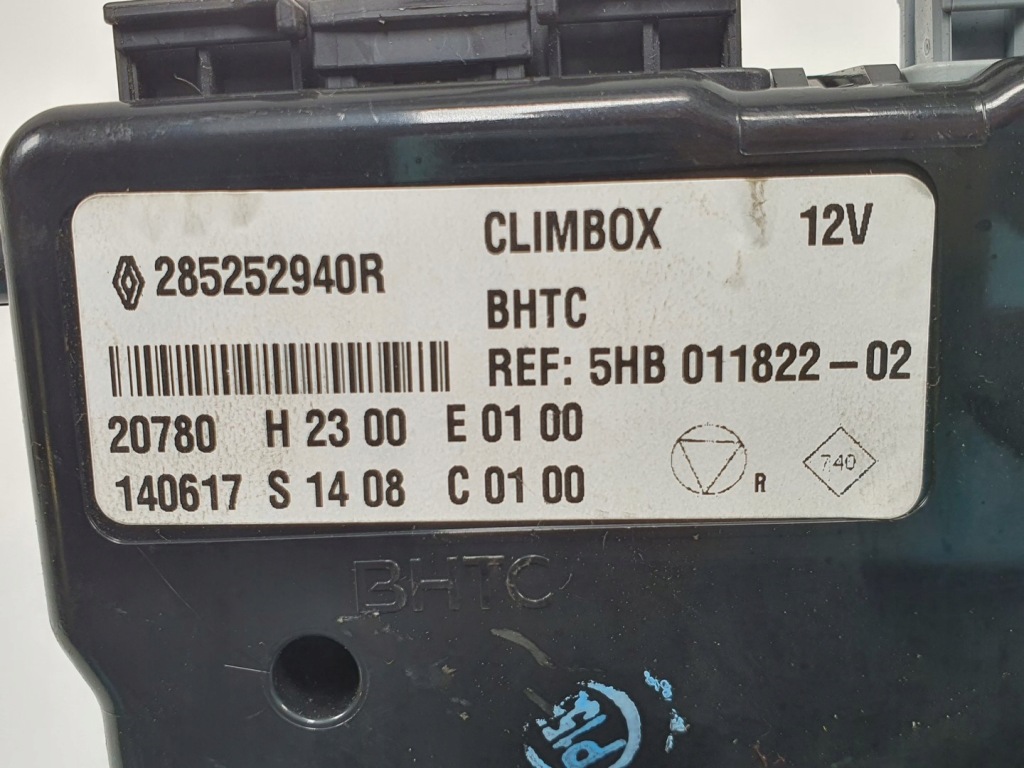 285252940R
CLIMBOX 12V
BHTC
REF: 5HB 011822-02
20780 H 23 00 E 01 00
140617 S 14 08 C 01 00
R
740
BHTC